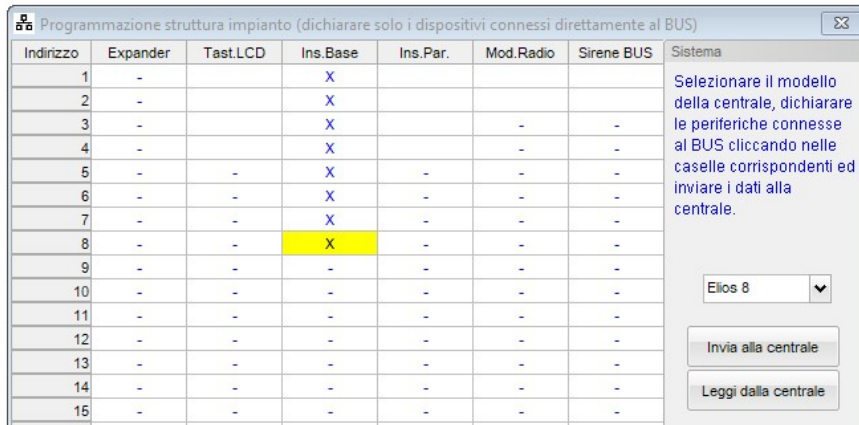 Programmazione struttura impianto (dichiarare solo i dispositivi connessi direttamente al BUS)
Indirizzo Expander Tast.LCD Ins.Base Ins.Par. Mod.Radio Sirene BUS Sistema
1 - X
2 - X
3 - X - -
4 - X - -
5 - - X - - -
6 - - X - - -
7 - - X - - -
8 - - X - - -
9 - - - - - -
10 - - - - - -
11 - - - - - -
12 - - - - - -
13 - - - - - -
14 - - - - - -
15 - - - - - -
Selezionare il modello
della centrale, dichiarare
le periferiche connesse
al BUS cliccando nelle
caselle corrispondenti ed
inviare i dati alla
centrale.
Elios 8
Invia alla centrale
Leggi dalla centrale